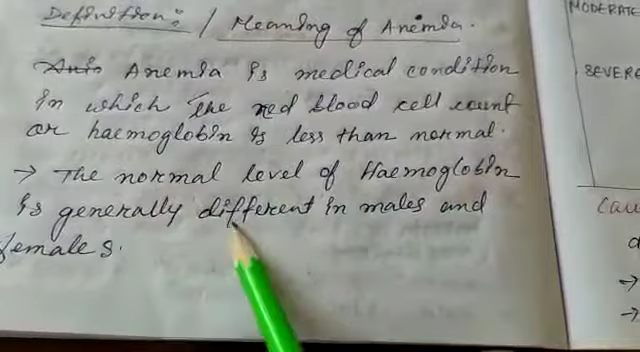 Definition:- / Meaning of Anemia.
Anemia is medical condition
in which the red blood cell count
or haemoglobin is less than normal.
→ The normal level of Haemoglobin
is generally different in males and
females.
MODERATE
SEVERE
Cau
→
→